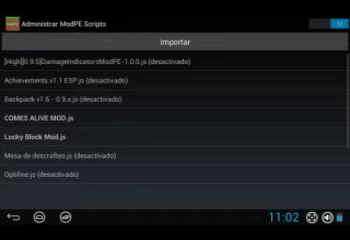 Administrar ModPE Scripts
Importar
[High][0.9.5]DamageIndicatorsModPE-1.0.0.js (desactivado)
Achievements v1.1 ESP.js (desactivado)
Backpack v1.6 - 0.9.x.js (desactivado)
COMES ALIVE MOD.js
Lucky Block Mod.js
Mesa de descrafteo.js (desactivado)
Optifine.js (desactivado)
11:02